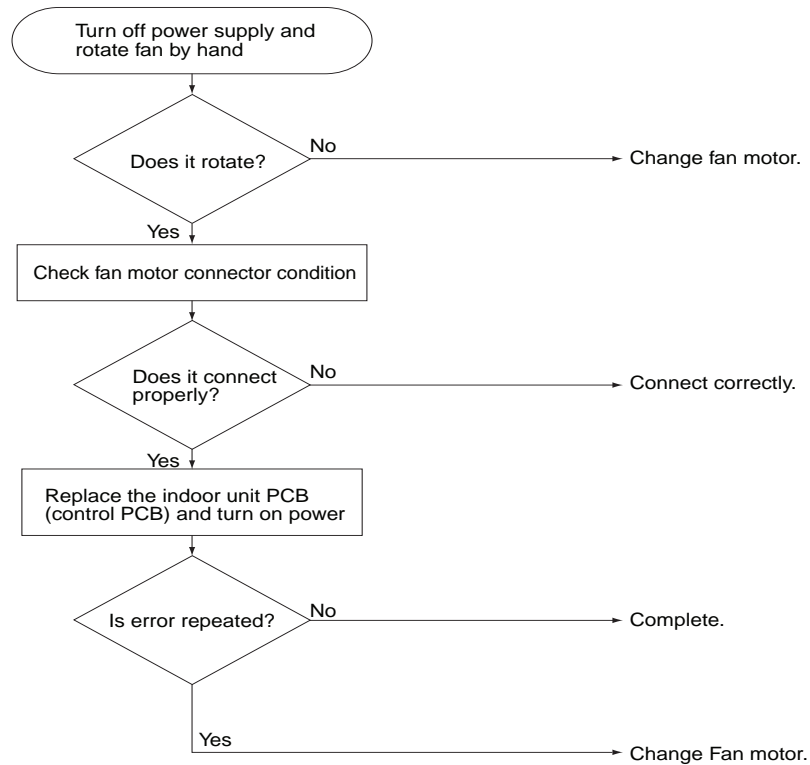 Turn off power supply and
rotate fan by hand
Does it rotate?
No
Change fan motor.
Yes
Check fan motor connector condition
Does it connect
properly?
No
Connect correctly.
Yes
Replace the indoor unit PCB
(control PCB) and turn on power
Is error repeated?
No
Complete.
Yes
Change Fan motor.